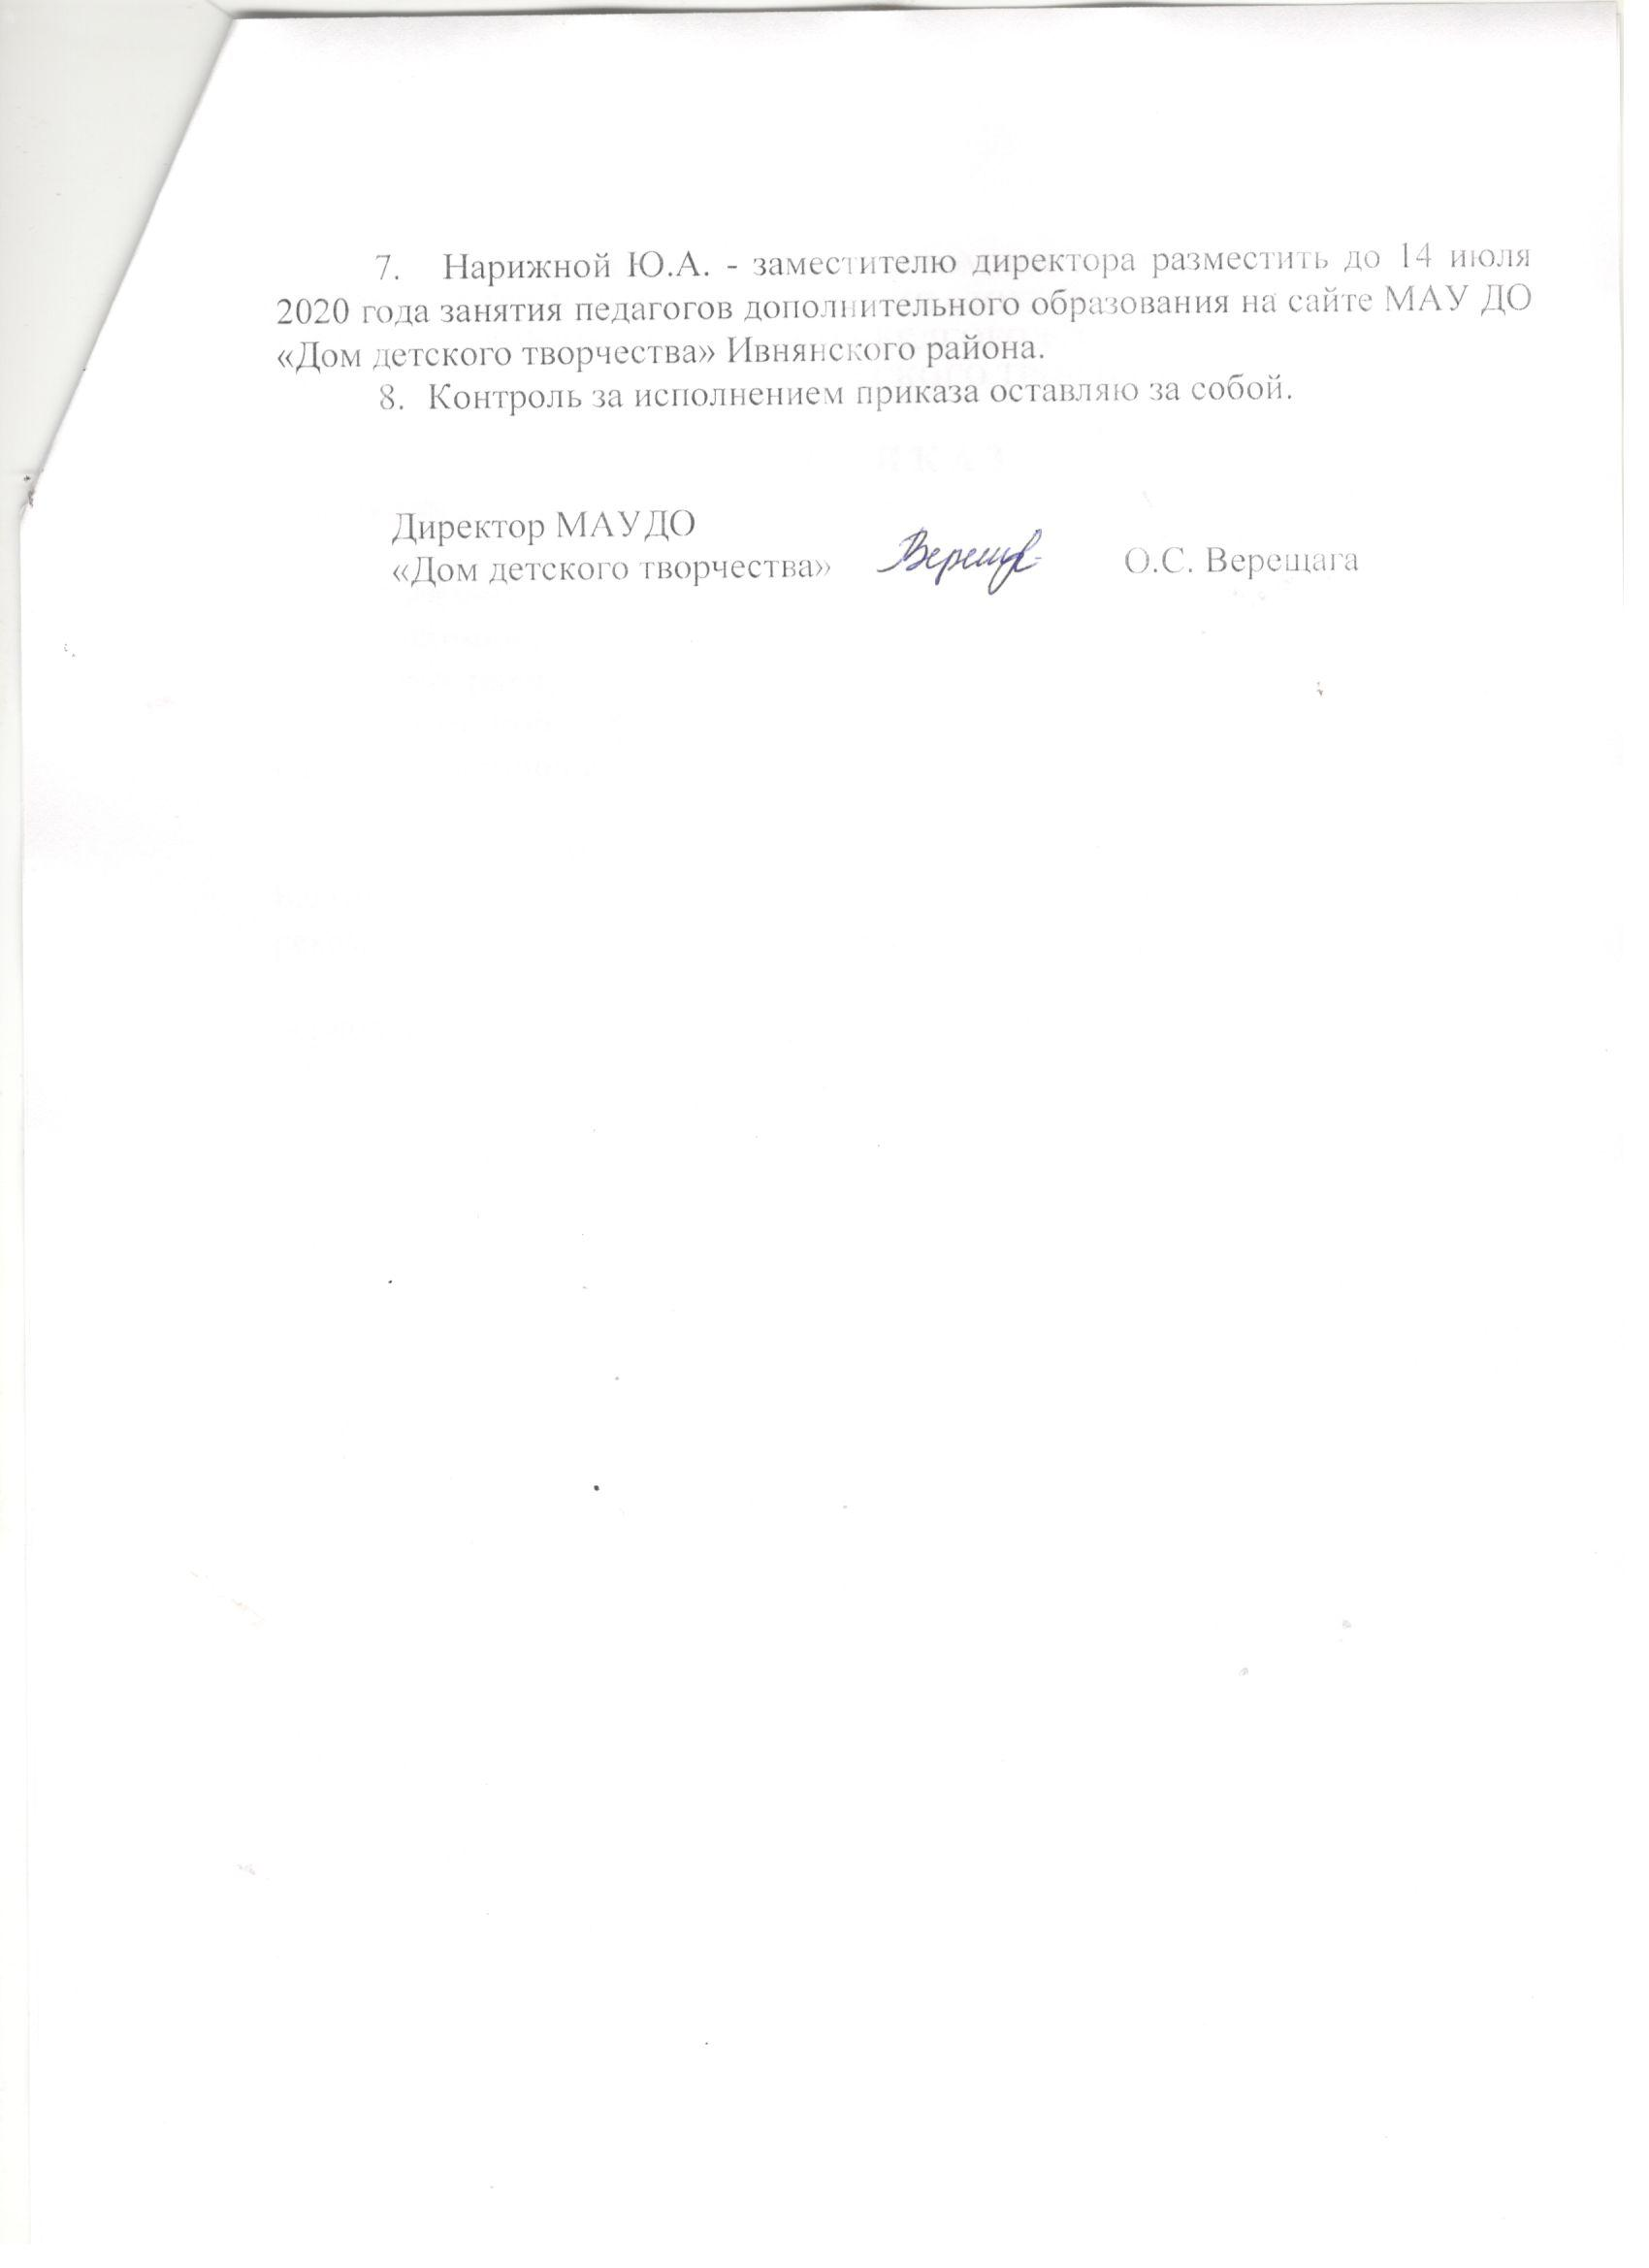 7. Нарижной Ю.А. - заместителю директора разместить до 14 июля
2020 года занятия педагогов дополнительного образования на сайте МАУ ДО
«Дом детского творчества» Ивнянского района.
8. Контроль за исполнением приказа оставляю за собой.
Директор МАУДО
«Дом детского творчества» О.С. Верещага